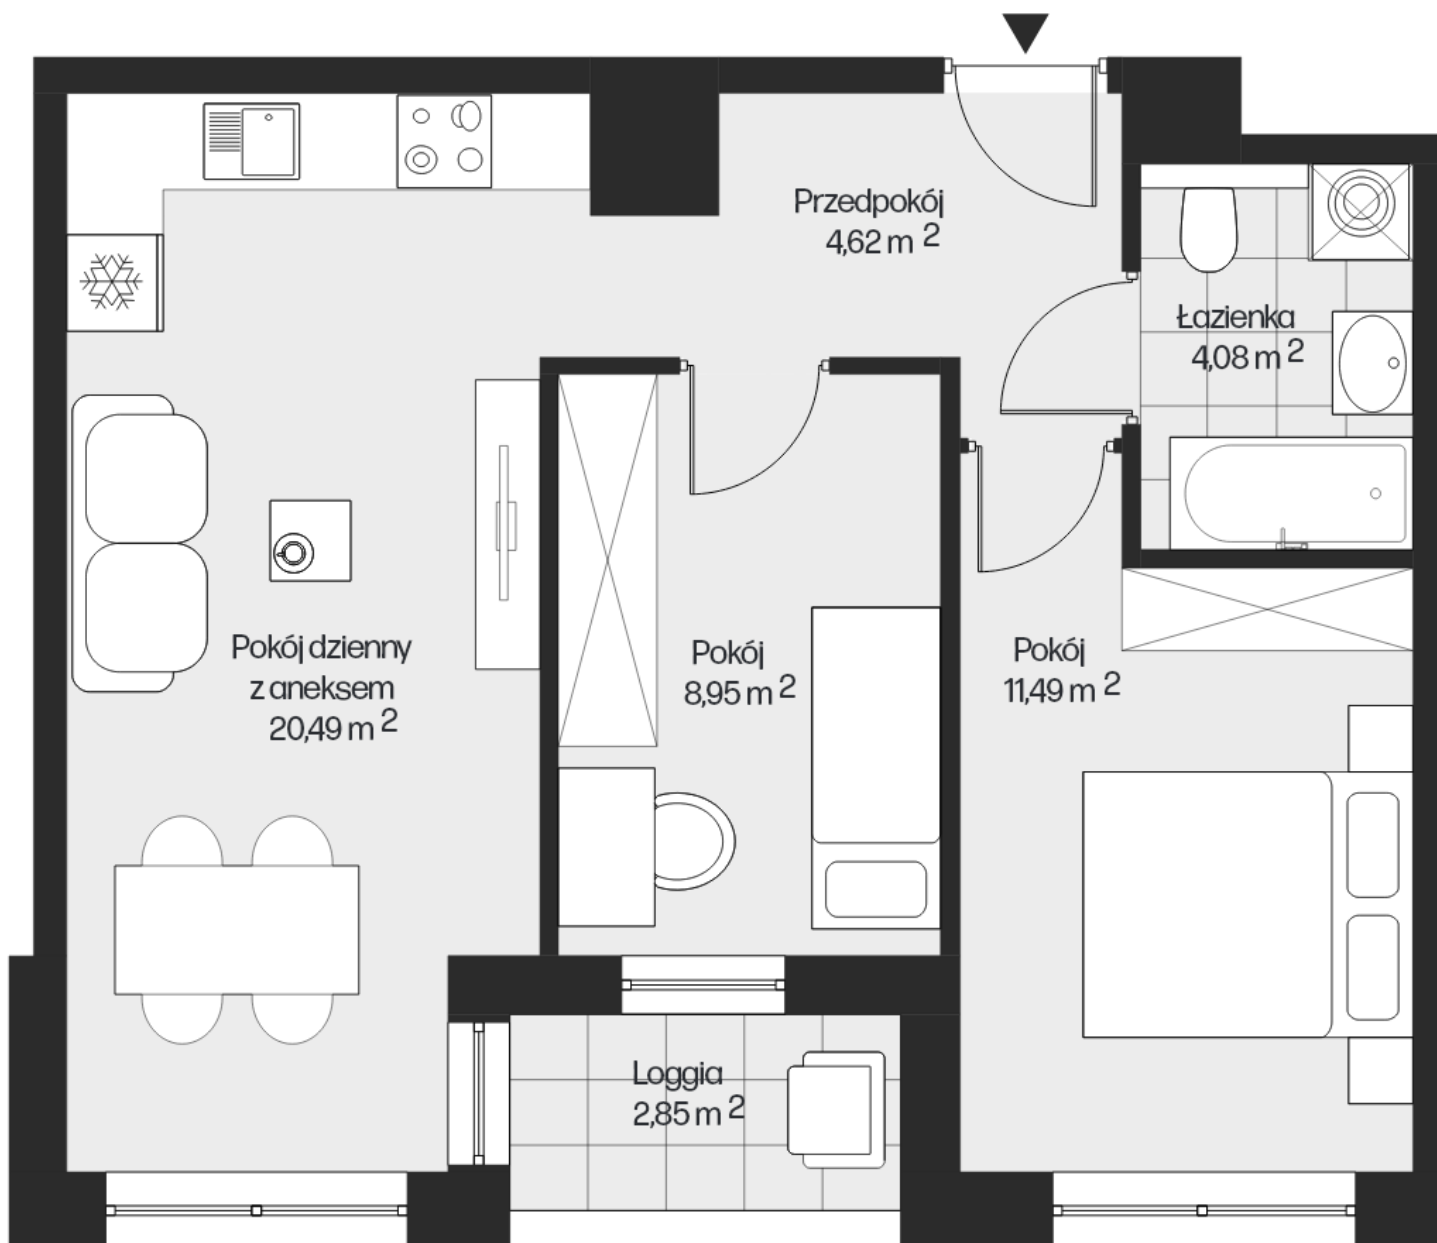 Przedpokój
4,62 m 2
Łazienka
4,08 m 2
Pokój dzienny
z aneksem
20,49 m 2
Pokój
8,95 m 2
Pokój
11,49 m 2
Loggia
2,85 m 2